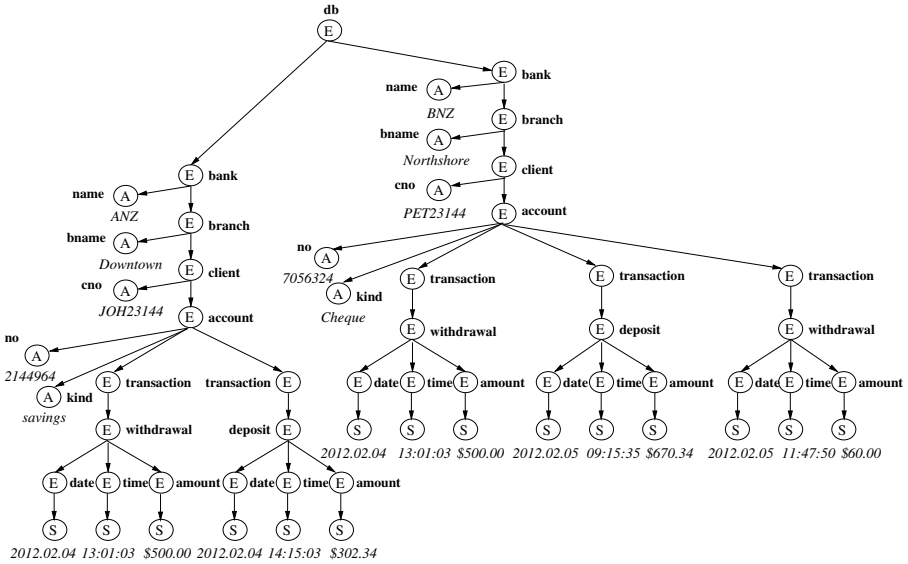 db
E
E bank
name A
BNZ
E branch
bname A
Northshore
E client
cno A
PET23144
E account
no A
7056324
A kind
Cheque
E transaction
E transaction
E transaction
E withdrawal
E deposit
E withdrawal
E date E time E amount
E date E time E amount
E date E time E amount
S S S
S S S
S S S
2012.02.04 13:01:03 $500.00
2012.02.05 09:15:35 $670.34
2012.02.05 11:47:50 $60.00
E bank
name A
ANZ
E branch
bname A
Downtown
E client
cno A
JOH23144
E account
no A
2144964
A kind
savings
E transaction
transaction E
E withdrawal
deposit E
E date E time E amount
E date E time E amount
S S S
S S S
2012.02.04 13:01:03 $500.00
2012.02.04 14:15:03 $302.34